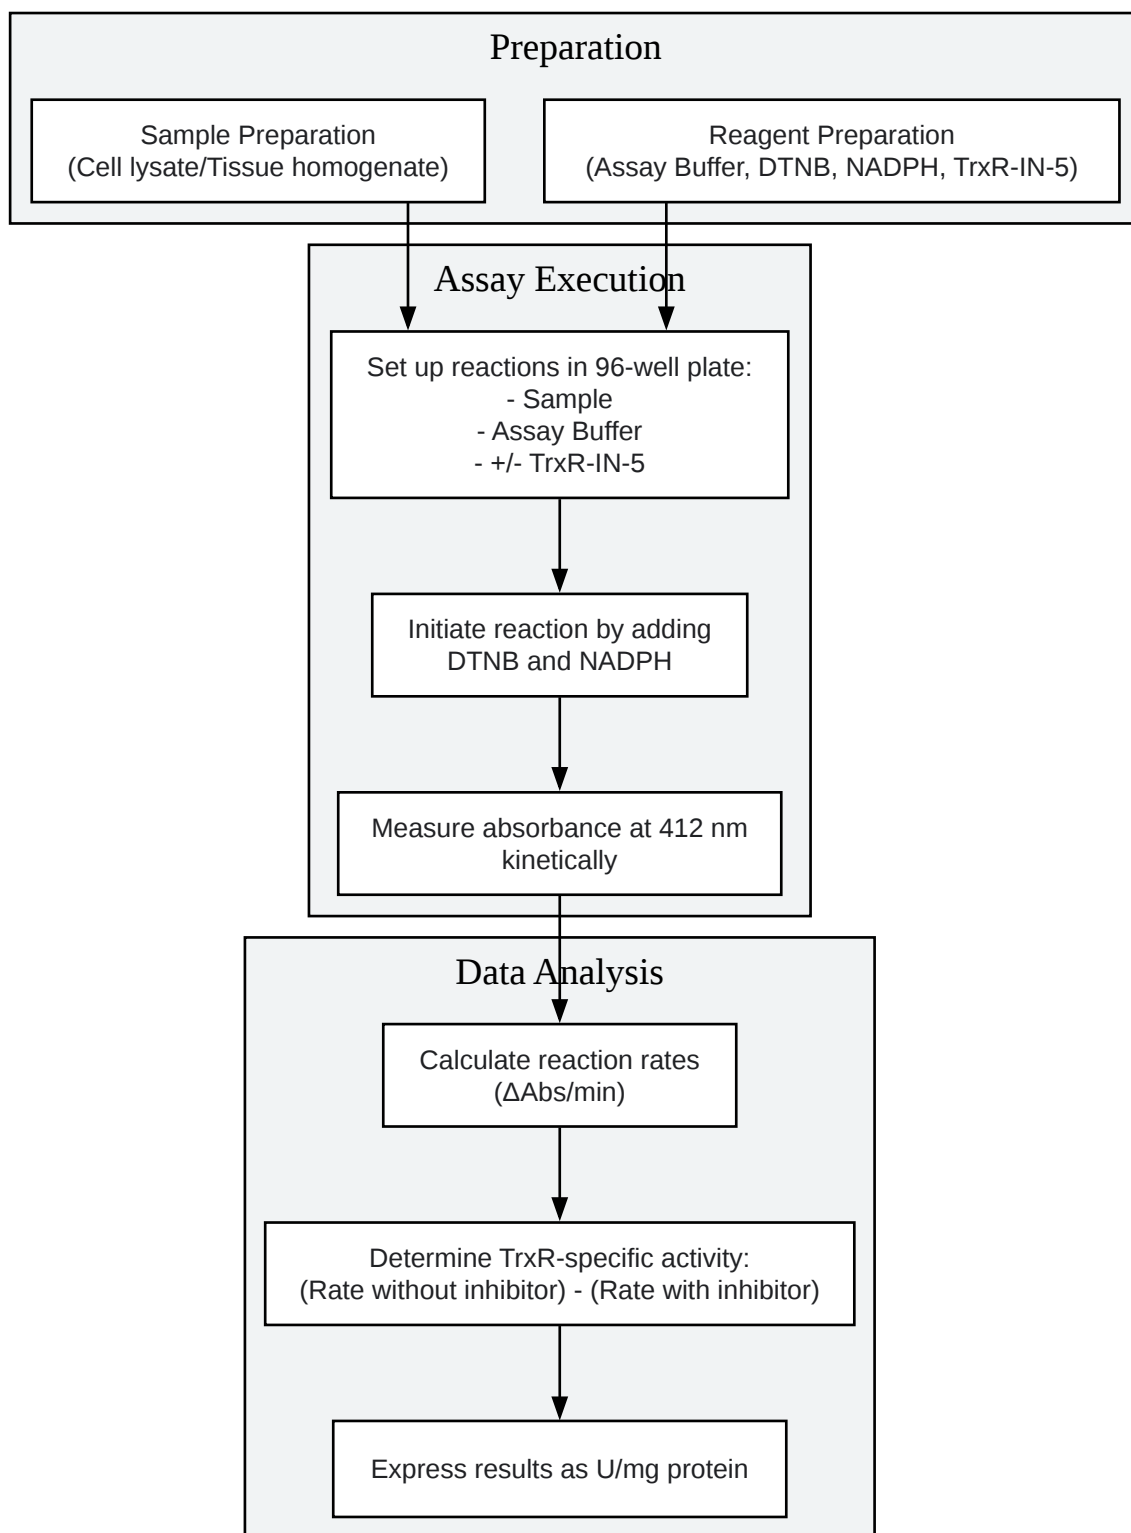 Preparation
Sample Preparation
(Cell lysate/Tissue homogenate)
Reagent Preparation
(Assay Buffer, DTNB, NADPH, TrxR-IN-5)
Assay Execution
Set up reactions in 96-well plate:
- Sample
- Assay Buffer
- +/- TrxR-IN-5
Initiate reaction by adding
DTNB and NADPH
Measure absorbance at 412 nm
kinetically
Data Analysis
Calculate reaction rates
(ΔAbs/min)
Determine TrxR-specific activity:
(Rate without inhibitor) - (Rate with inhibitor)
Express results as U/mg protein